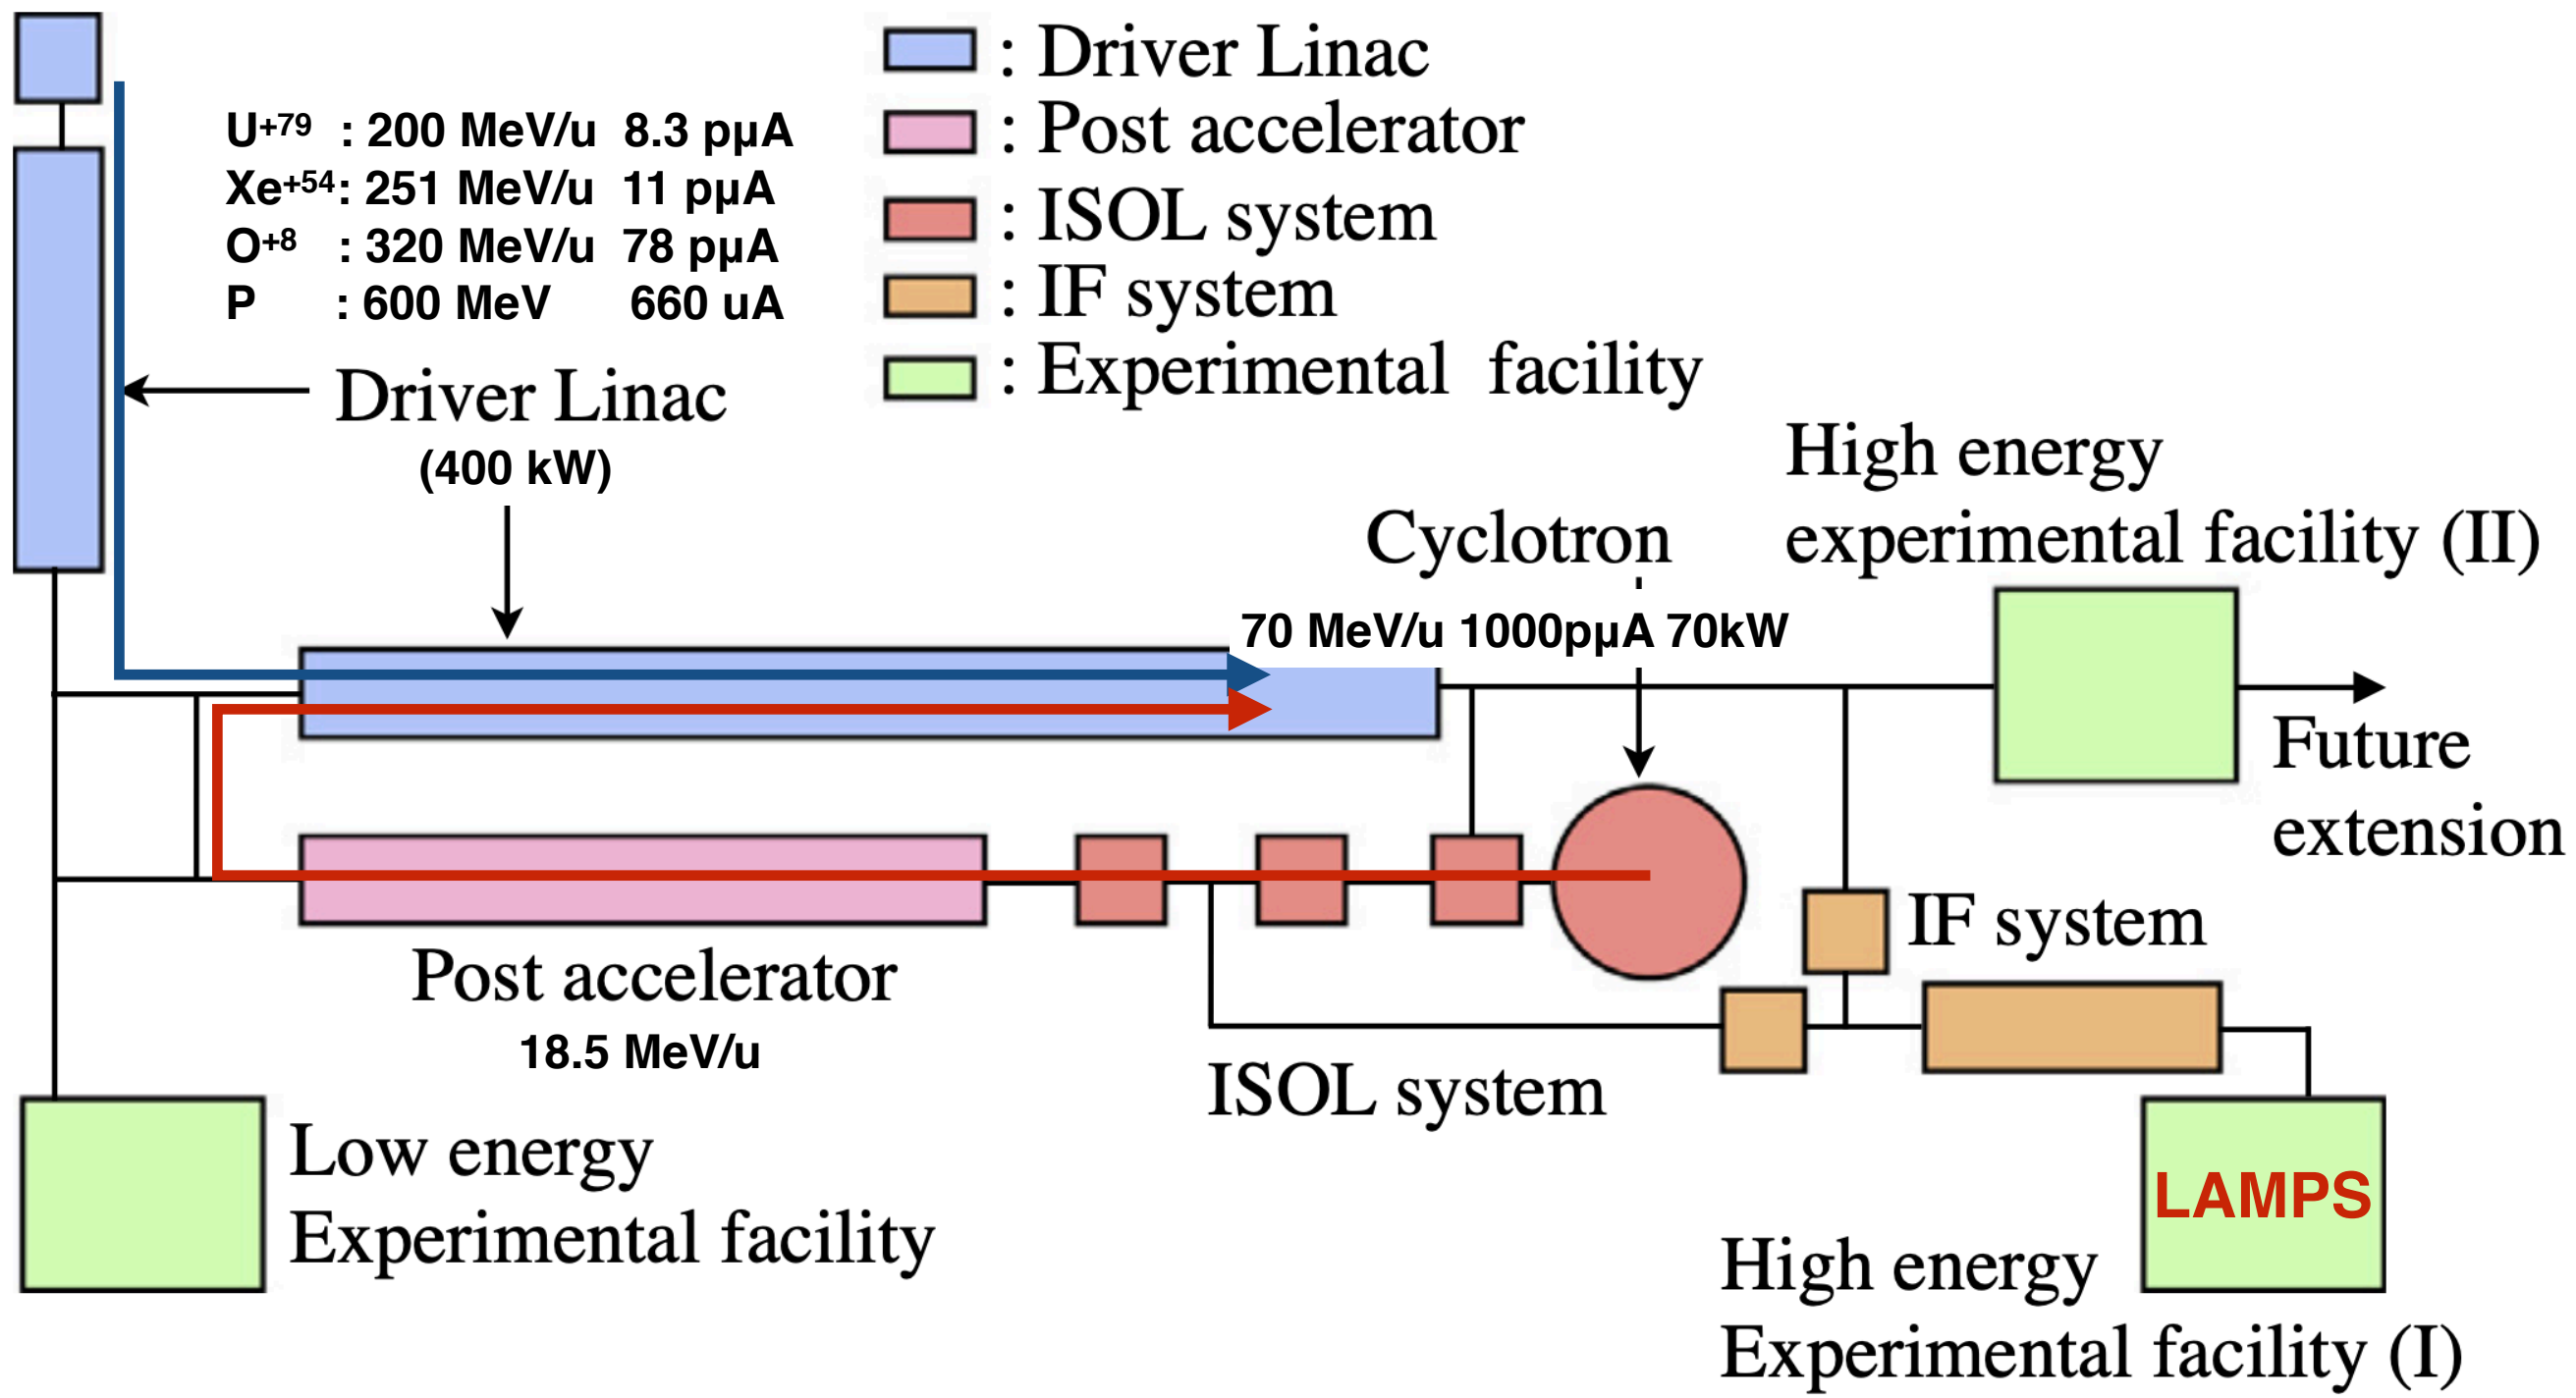 U+79 : 200 MeV/u 8.3 pµA
Xe+54: 251 MeV/u 11 pµA
O+8 : 320 MeV/u 78 pµA
P : 600 MeV 660 uA
: Driver Linac
: Post accelerator
: ISOL system
: IF system
: Experimental facility
Driver Linac
(400 kW)
High energy
experimental facility (II)
Cyclotron
70 MeV/u 1000pµA 70kW
Future
extension
IF system
Post accelerator
18.5 MeV/u
ISOL system
Low energy
Experimental facility
LAMPS
High energy
Experimental facility (I)